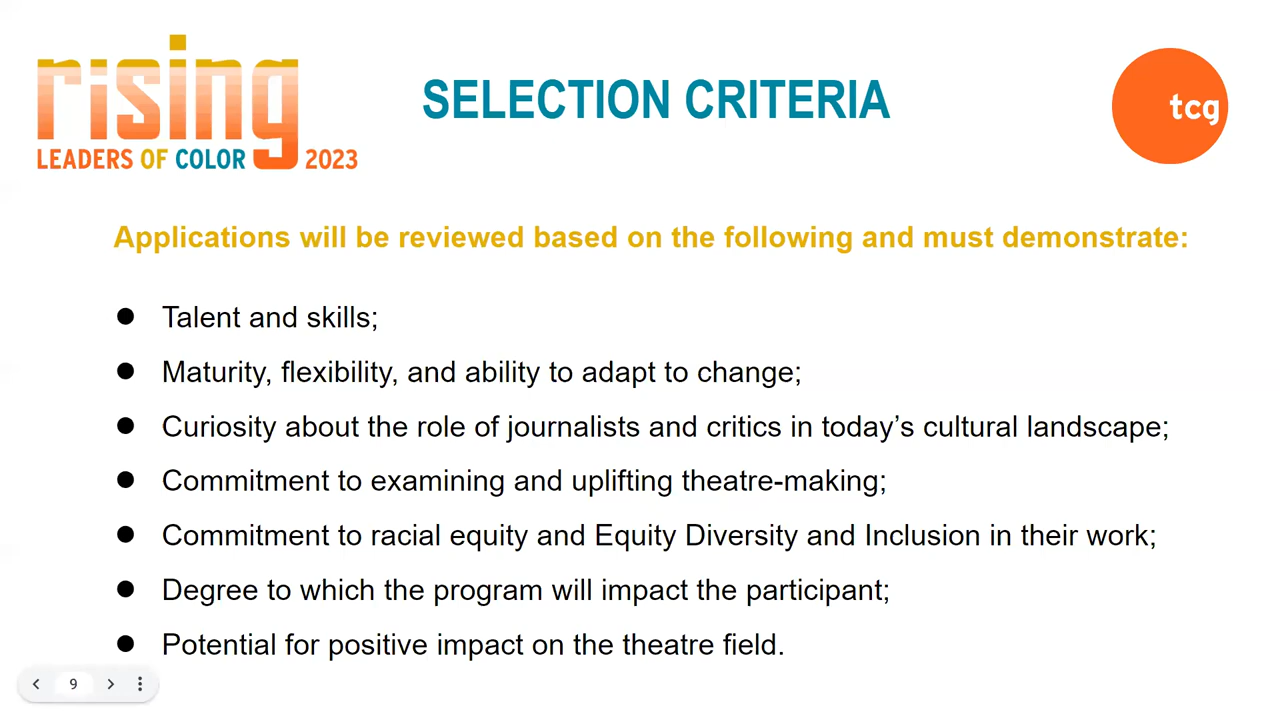 rising
LEADERS OF COLOR 2023
SELECTION CRITERIA
tcg
Applications will be reviewed based on the following and must demonstrate:
● Talent and skills;
● Maturity, flexibility, and ability to adapt to change;
● Curiosity about the role of journalists and critics in today’s cultural landscape;
● Commitment to examining and uplifting theatre-making;
● Commitment to racial equity and Equity Diversity and Inclusion in their work;
● Degree to which the program will impact the participant;
● Potential for positive impact on the theatre field.
9